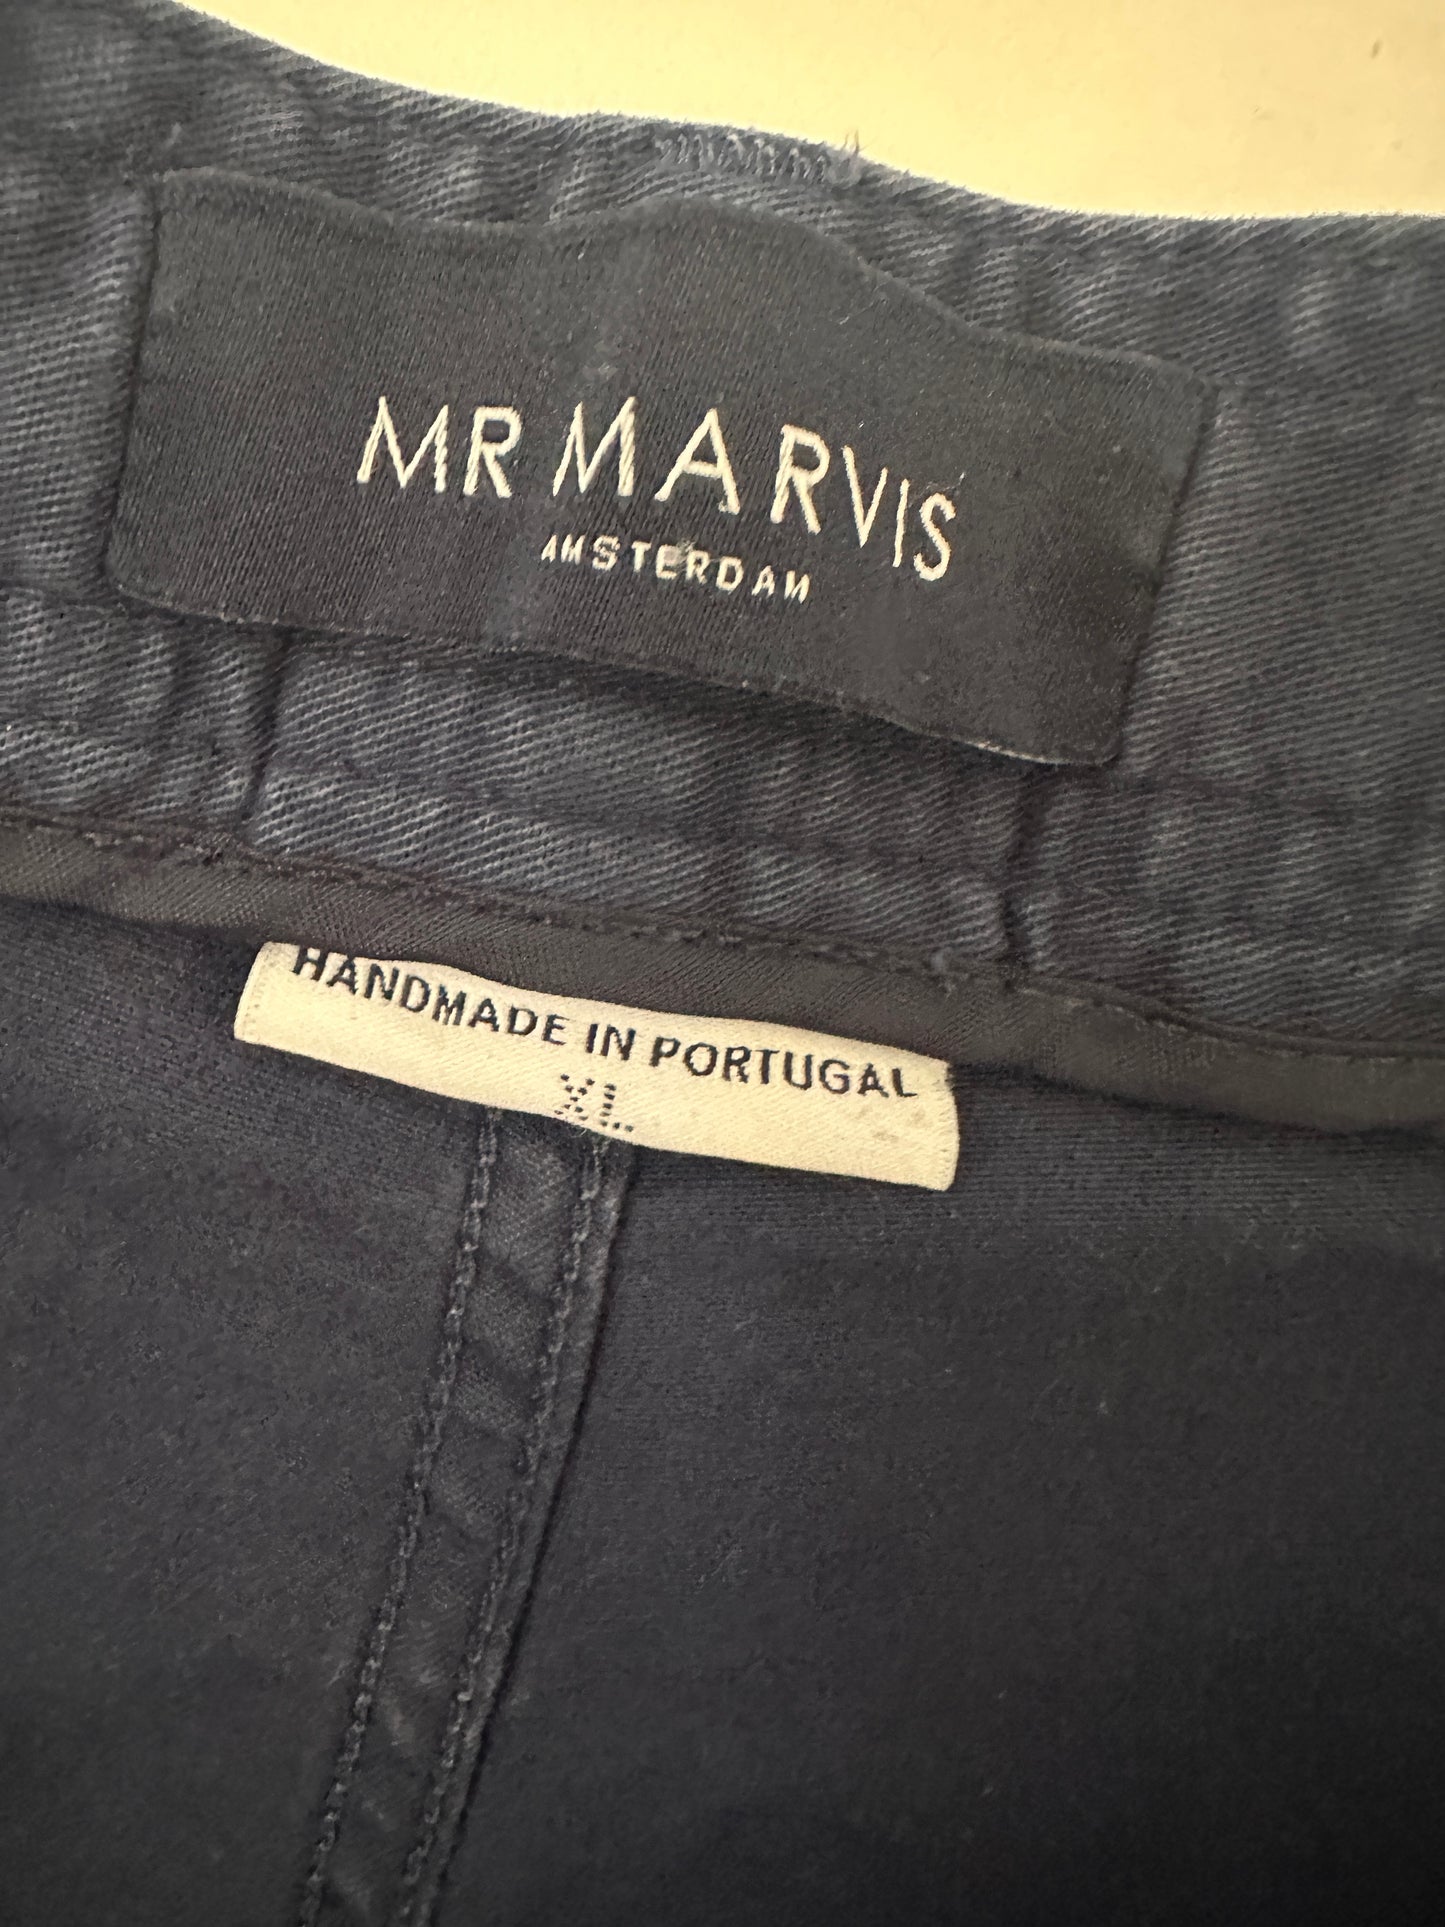 MR MARVIS
AMSTERDAM
HANDMADE IN PORTUGAL
XL